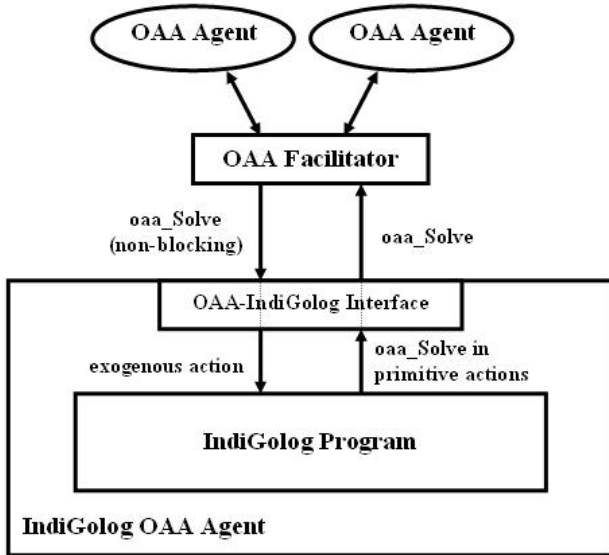 OAA Agent
OAA Agent
OAA Facilitator
oaa_Solve
(non-blocking)
oaa_Solve
OAA-IndiGolog Interface
exogenous action
oaa_Solve in
primitive actions
IndiGolog Program
IndiGolog OAA Agent